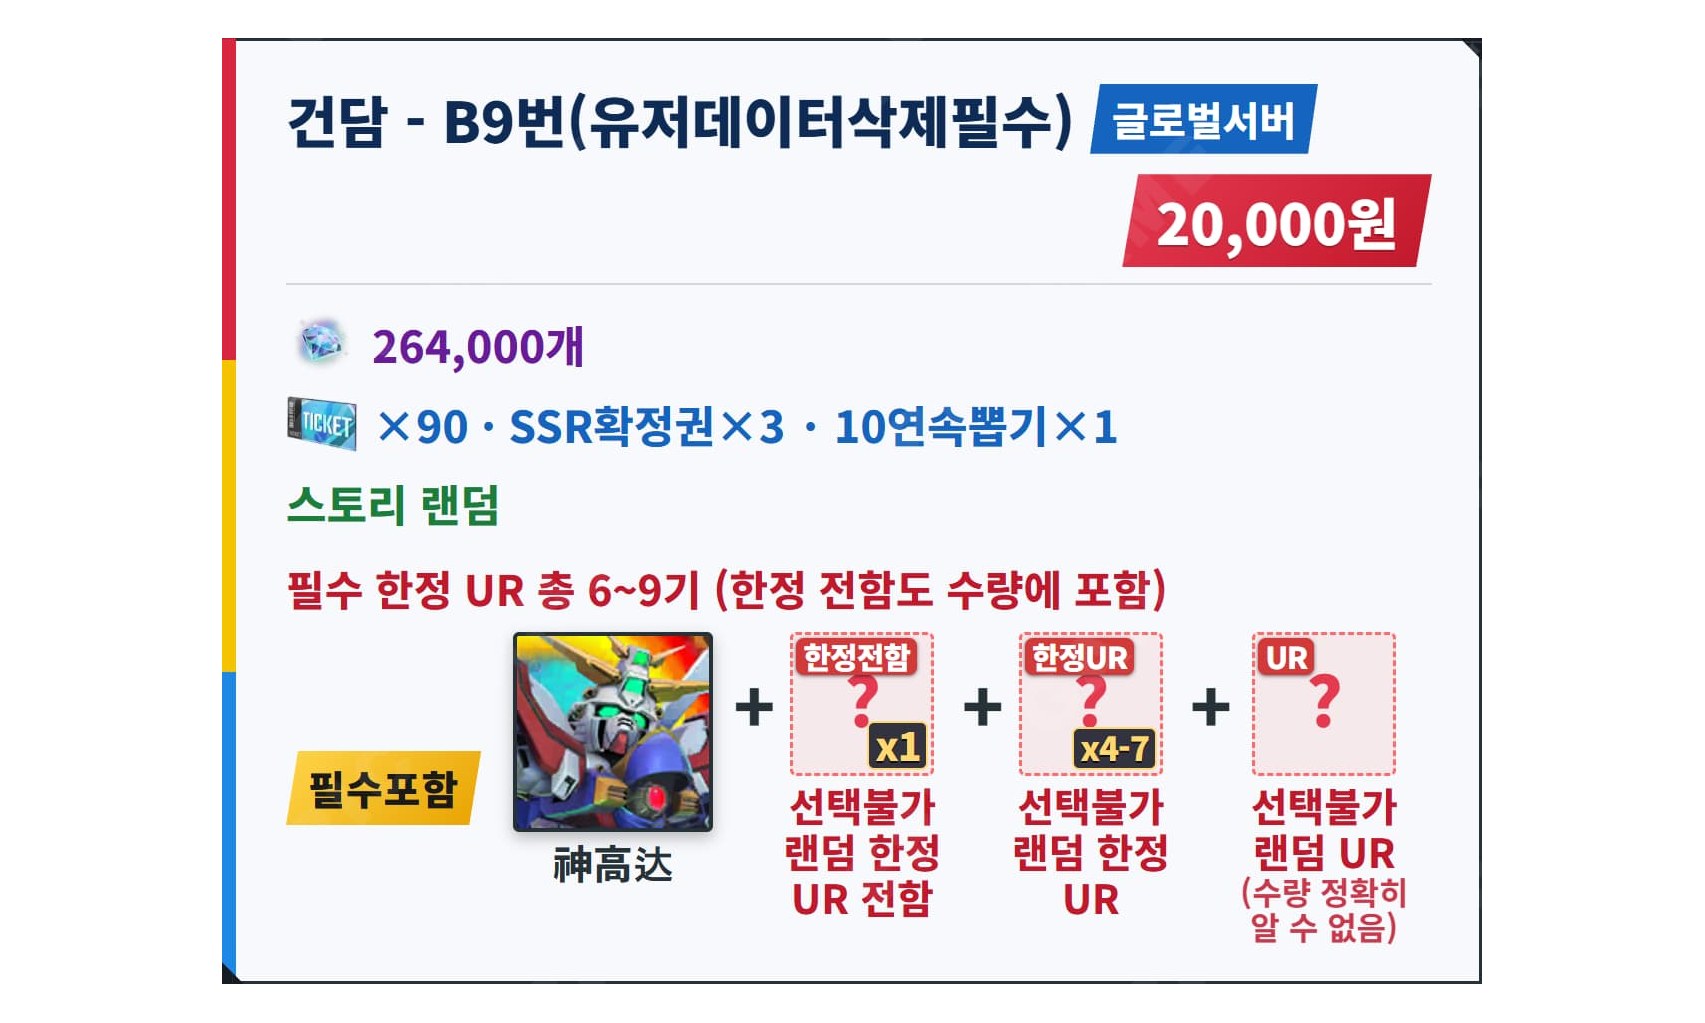 건담 - B9번(유저데이터삭제필수) 글로벌서버
20,000원
264,000개
TICKET ×90 · SSR확정권×3 · 10연속뽑기×1
스토리 랜덤
필수 한정 UR 총 6~9기 (한정 전함도 수량에 포함)
필수포함
神高达
+
한정전함
?
x1
선택불가
랜덤 한정
UR 전함
+
한정UR
?
x4-7
선택불가
랜덤 한정
UR
+
UR
?
선택불가
랜덤 UR
(수량 정확히
알 수 없음)